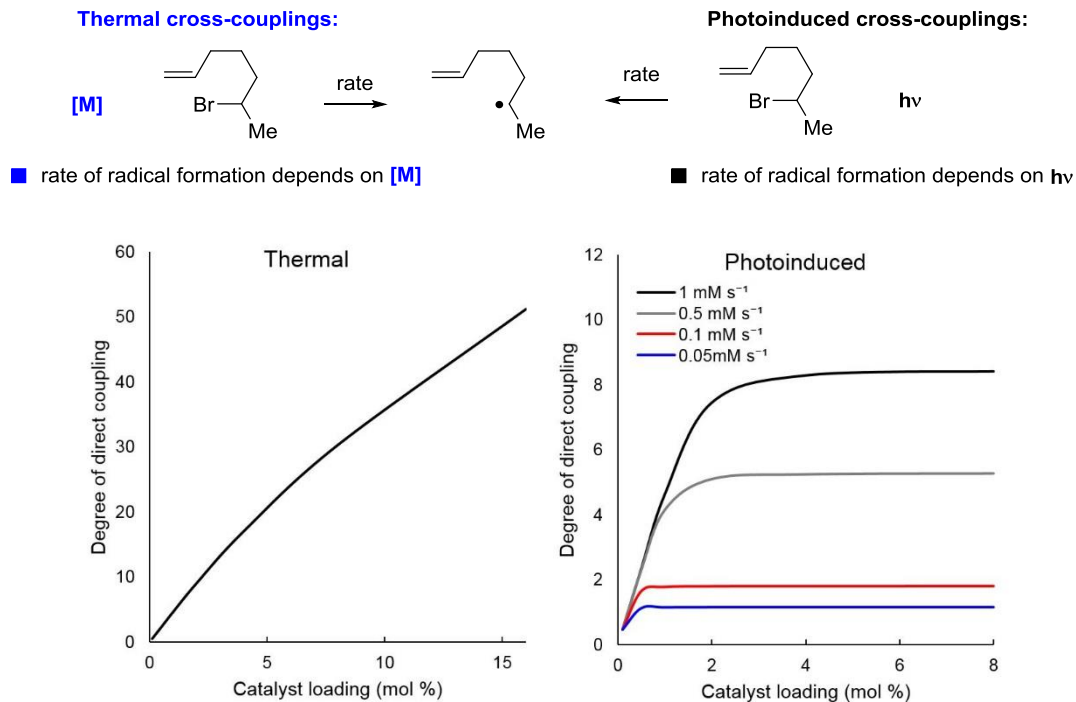 Thermal cross-couplings:
Photoinduced cross-couplings:
[M]
Br
Me
rate
Me
rate
Br
Me
hν
■ rate of radical formation depends on [M]
■ rate of radical formation depends on hν
Thermal
Degree of direct coupling
60
50
40
30
20
10
0
0 5 10 15
Catalyst loading (mol %)
Photoinduced
1 mM s⁻¹
0.5 mM s⁻¹
0.1 mM s⁻¹
0.05mM s⁻¹
Degree of direct coupling
12
10
8
6
4
2
0
0 2 4 6 8
Catalyst loading (mol %)